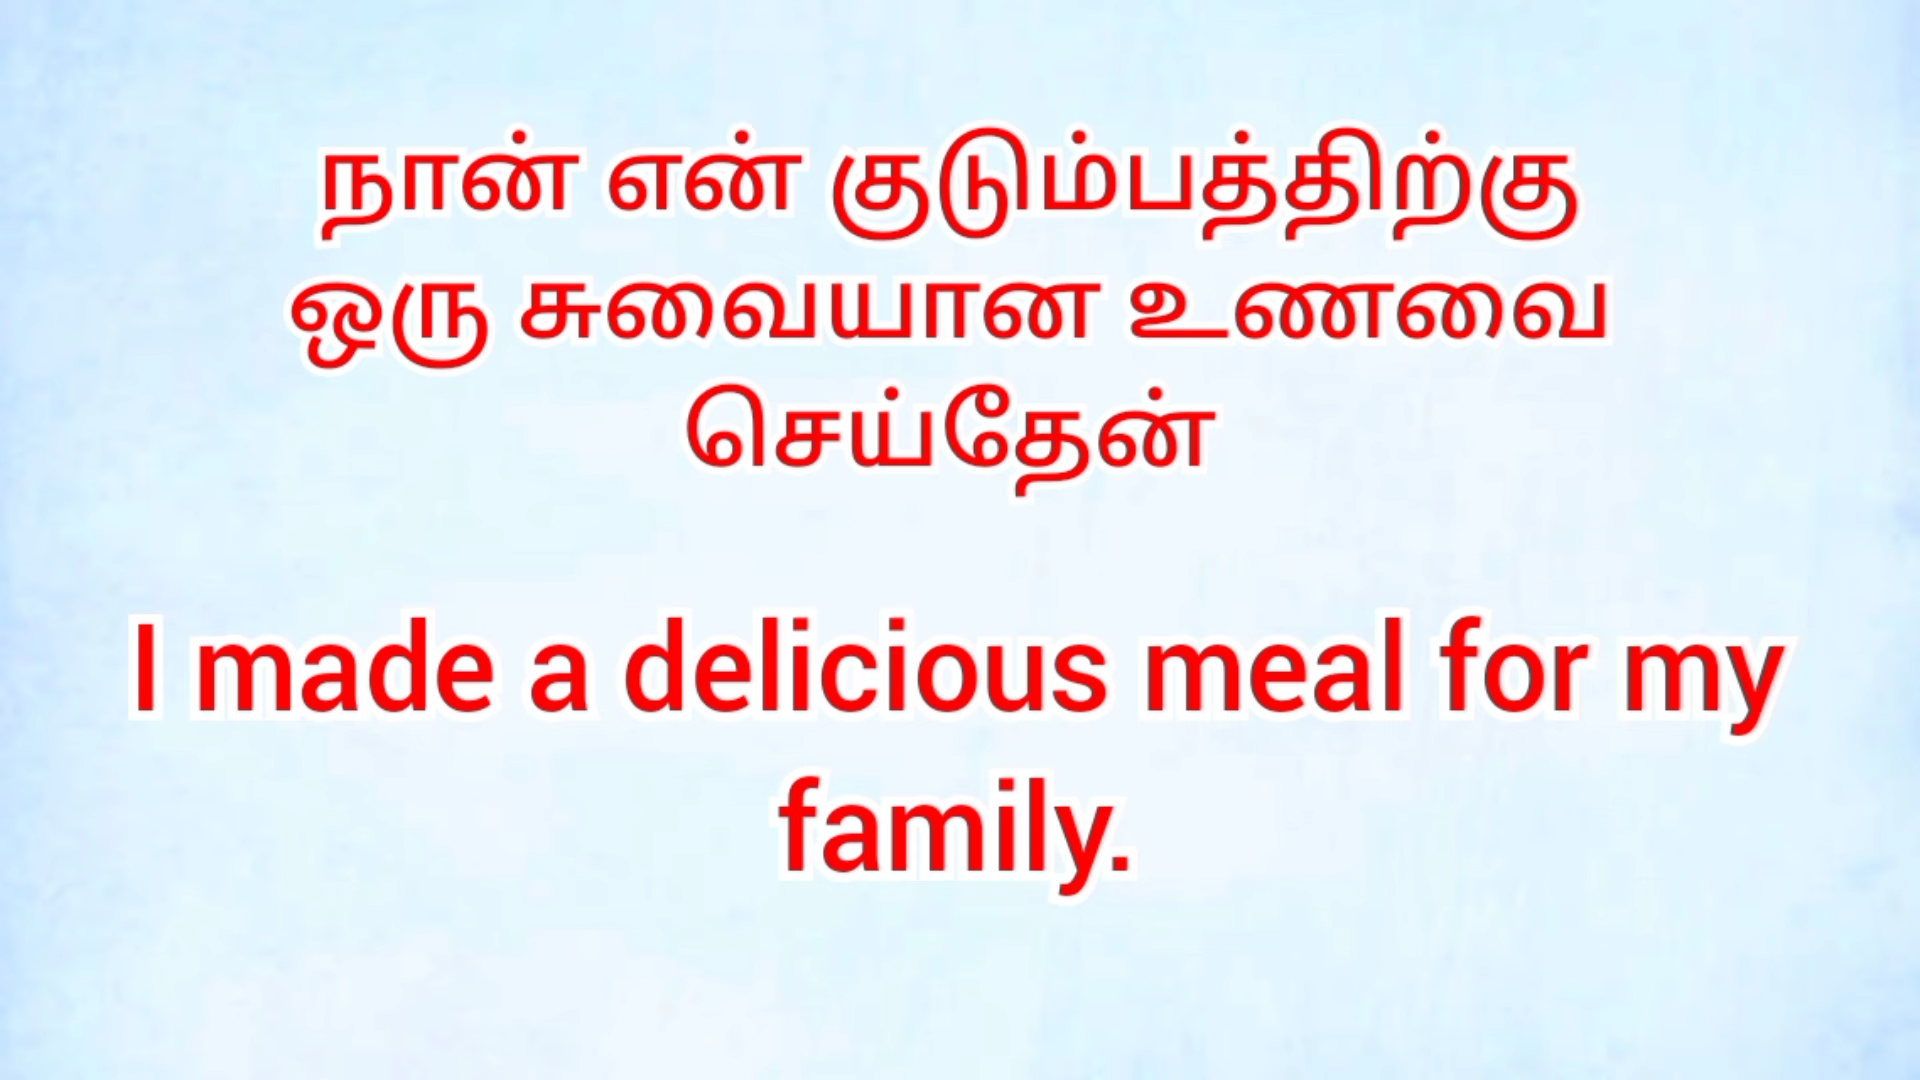 நான் என் குடும்பத்திற்கு
ஒரு சுவையான உணவை
செய்தேன்
I made a delicious meal for my
family.